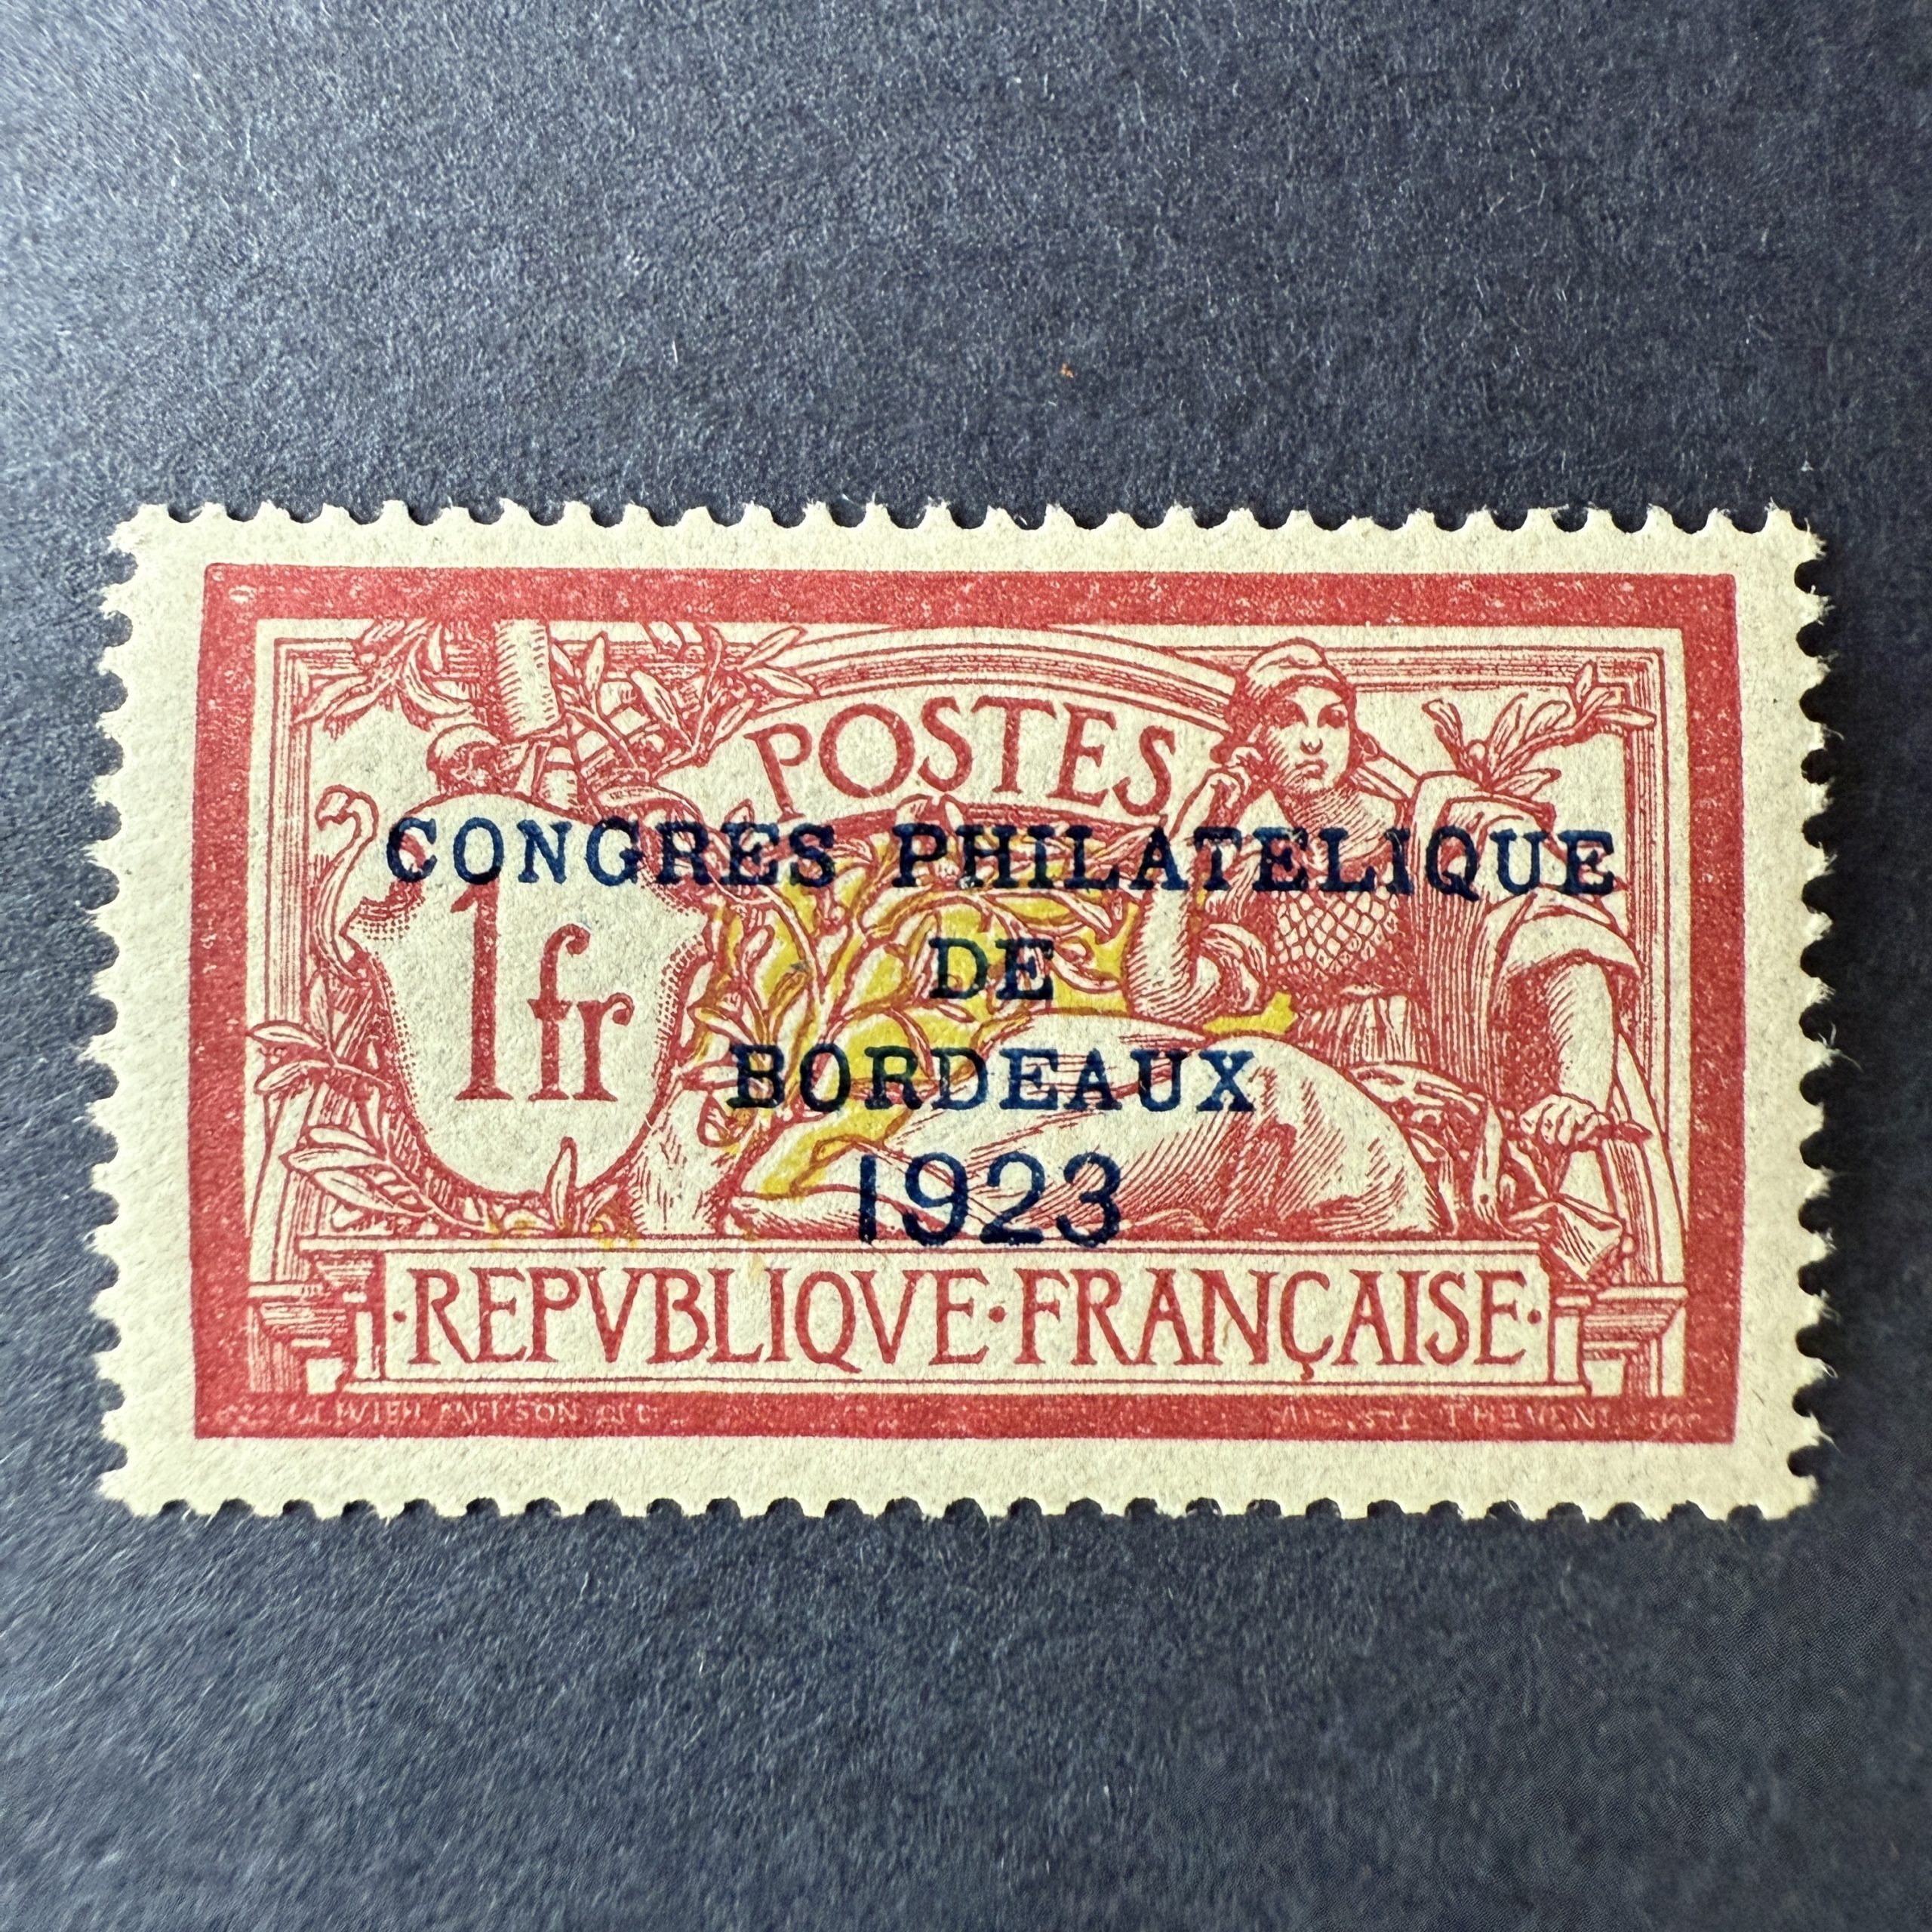 POSTES
CONGRES PHILATELIQUE
1fr
DE
BORDEAUX
1923
·REPVBLIQVE·FRANÇAISE·